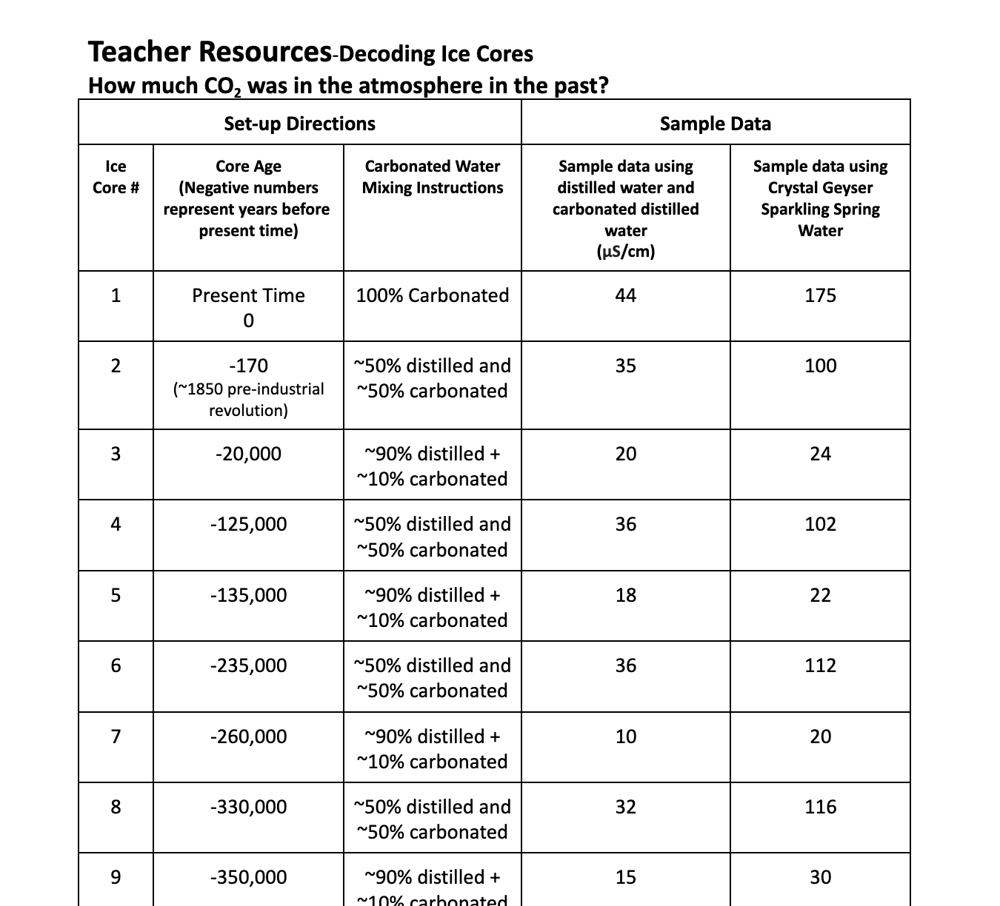 Teacher Resources-Decoding Ice Cores
How much CO₂ was in the atmosphere in the past?
Set-up Directions
Sample Data
Ice
Core #
Core Age
(Negative numbers
represent years before
present time)
Carbonated Water
Mixing Instructions
Sample data using
distilled water and
carbonated distilled
water
(µS/cm)
Sample data using
Crystal Geyser
Sparkling Spring
Water
1
Present Time
0
100% Carbonated
44
175
2
-170
(~1850 pre-industrial
revolution)
~50% distilled and
~50% carbonated
35
100
3
-20,000
~90% distilled +
~10% carbonated
20
24
4
-125,000
~50% distilled and
~50% carbonated
36
102
5
-135,000
~90% distilled +
~10% carbonated
18
22
6
-235,000
~50% distilled and
~50% carbonated
36
112
7
-260,000
~90% distilled +
~10% carbonated
10
20
8
-330,000
~50% distilled and
~50% carbonated
32
116
9
-350,000
~90% distilled +
~10% carbonated
15
30